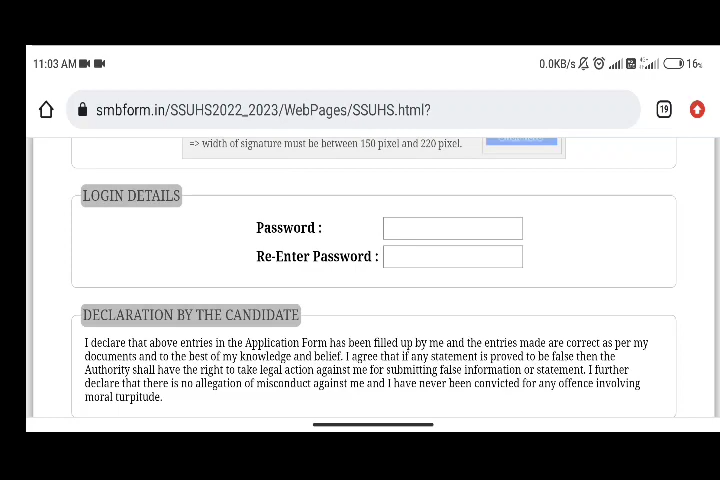 11:03 AM
0.0KB/s 16%
smbform.in/SSUHS2022_2023/WebPages/SSUHS.html?
19
=> width of signature must be between 150 pixel and 220 pixel.
LOGIN DETAILS
Password :
Re-Enter Password :
DECLARATION BY THE CANDIDATE
I declare that above entries in the Application Form has been filled up by me and the entries made are correct as per my
documents and to the best of my knowledge and belief. I agree that if any statement is proved to be false then the
Authority shall have the right to take legal action against me for submitting false information or statement. I further
declare that there is no allegation of misconduct against me and I have never been convicted for any offence involving
moral turpitude.